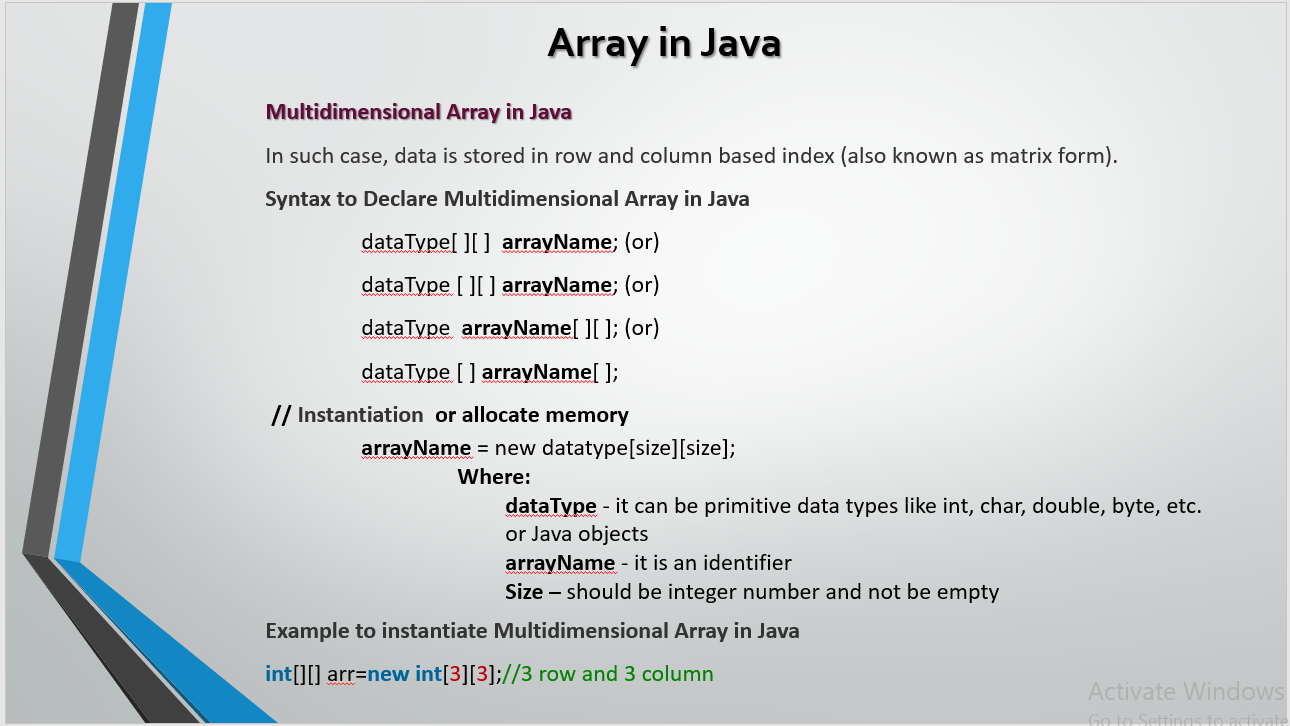 Array in Java
Multidimensional Array in Java
In such case, data is stored in row and column based index (also known as matrix form).
Syntax to Declare Multidimensional Array in Java
dataType[ ][ ]  arrayName; (or)
dataType [ ][ ] arrayName; (or)
dataType  arrayName[ ][ ]; (or)
dataType [ ] arrayName[ ];
// Instantiation  or allocate memory
arrayName = new datatype[size][size];
Where:
dataType - it can be primitive data types like int, char, double, byte, etc.
or Java objects
arrayName - it is an identifier
Size – should be integer number and not be empty
Example to instantiate Multidimensional Array in Java
int[][] arr=new int[3][3];//3 row and 3 column
Activate Windows
Go to Settings to activate